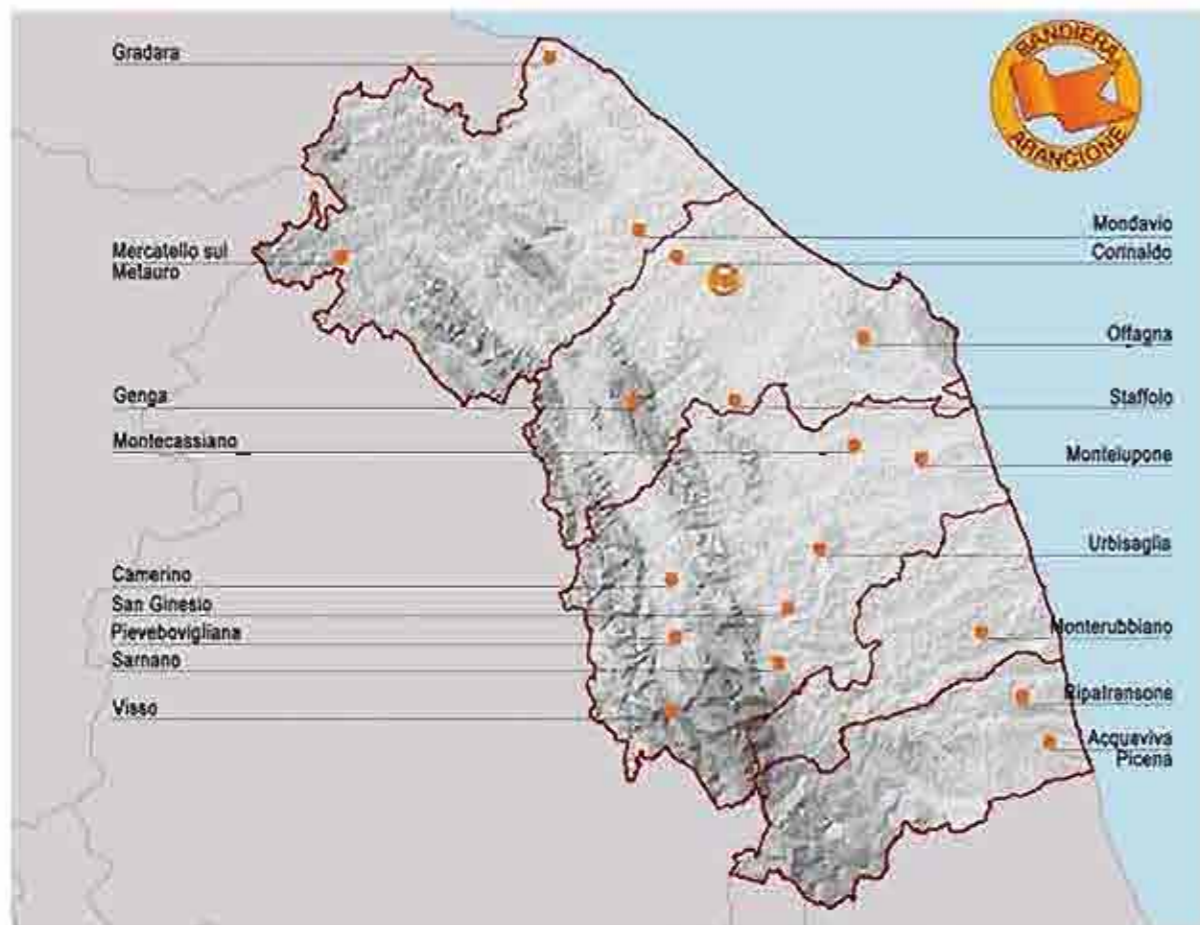 Gradara
Mercatello sul
Metauro
Genga
Montecassiano
Camerino
San Ginesio
Pievebovigliana
Sarnano
Visso
BANDIERA
ARANCIONE
Mondavio
Corinaldo
Offagna
Staffolo
Montelupone
Urbisaglia
Monterubbiano
Ripatransone
Acquaviva
Picena